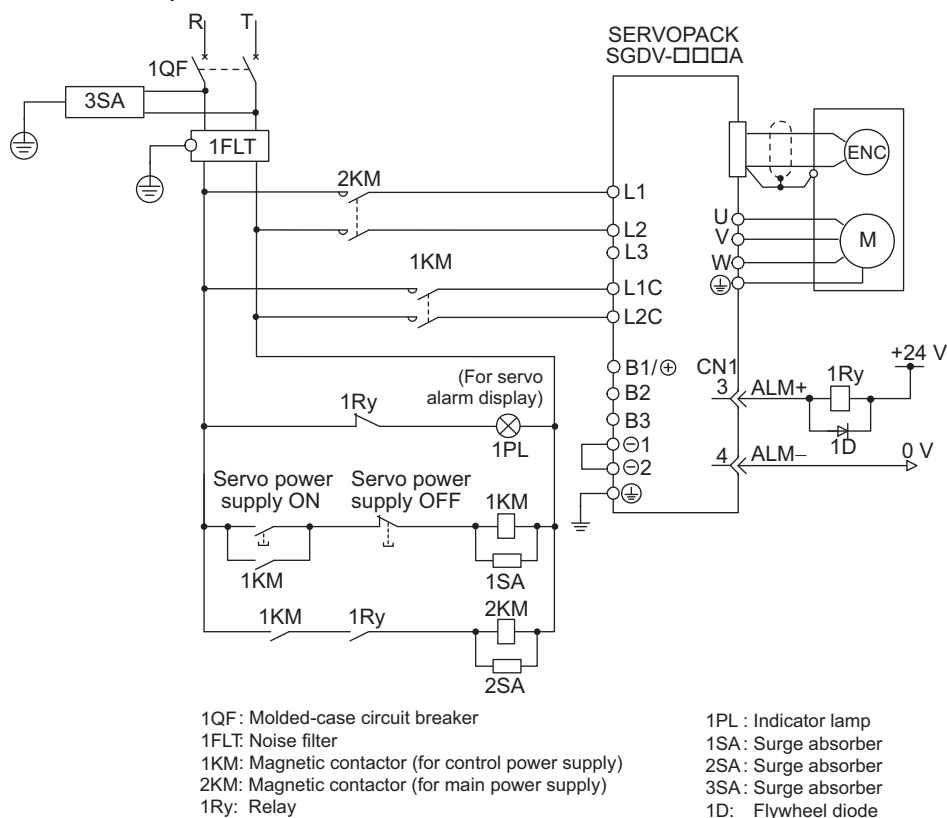 R T
SERVOPACK
SGDV-□□□A
1QF
3SA
1FLT
ENC
2KM
L1
U
L2
V
M
L3
W
1KM
L1C
L2C
+24 V
(For servo
alarm display)
B1/⊕
CN1
3
ALM+
1Ry
1Ry
B2
1PL
B3
1D
⊖1
4
ALM−
0 V
⊖2
Servo power
supply ON
Servo power
supply OFF
1KM
1KM
1SA
1KM
1Ry
2KM
2SA
1QF: Molded-case circuit breaker
1FLT: Noise filter
1KM: Magnetic contactor (for control power supply)
2KM: Magnetic contactor (for main power supply)
1Ry: Relay
1PL : Indicator lamp
1SA : Surge absorber
2SA : Surge absorber
3SA : Surge absorber
1D: Flywheel diode